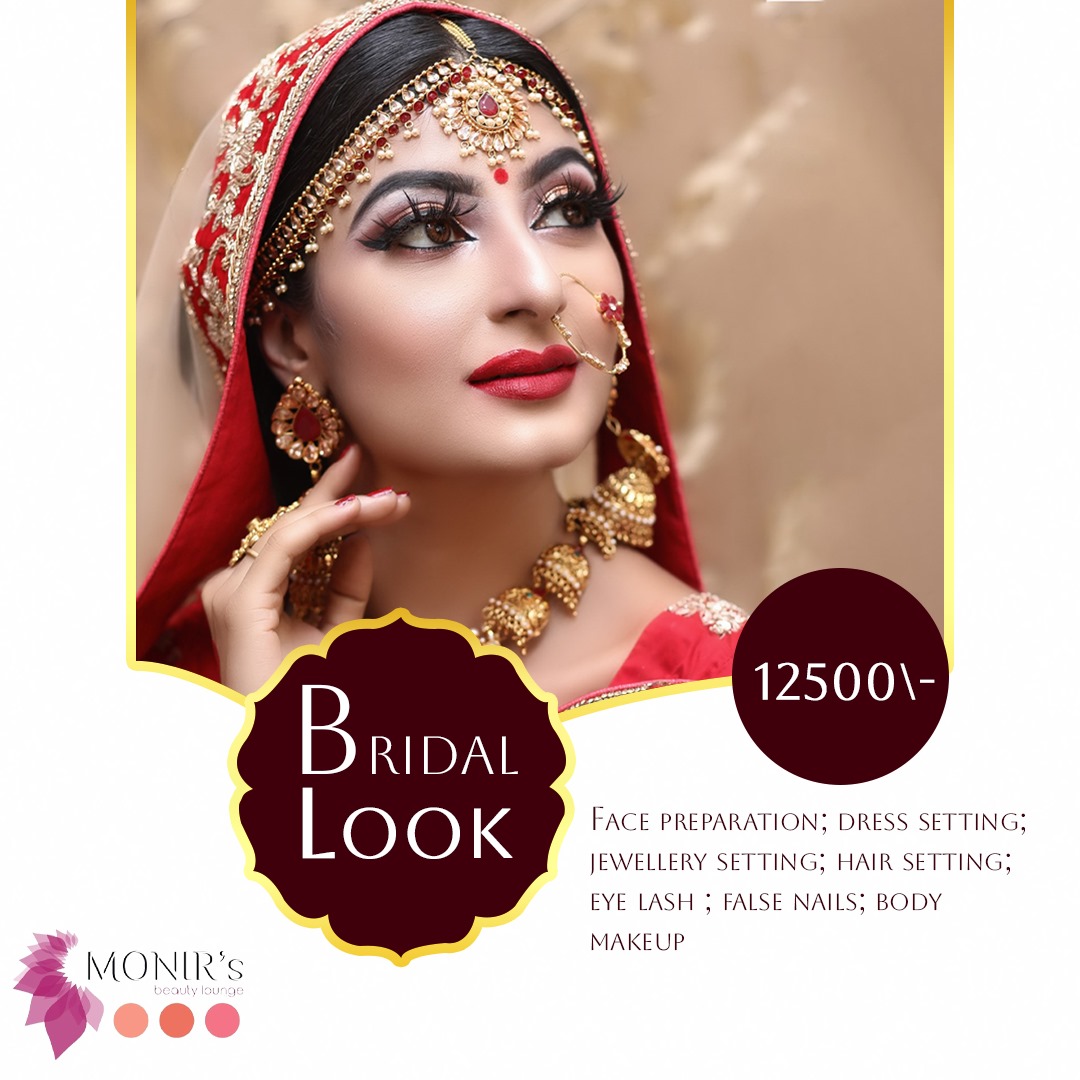 12500\-
Bridal
Look
Face preparation; dress setting;
jewellery setting; hair setting;
eye lash ; false nails; body
makeup
MONIR's
beauty lounge